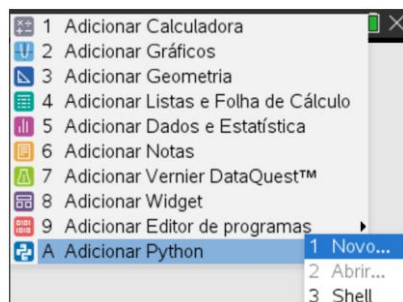 1 Adicionar Calculadora
2 Adicionar Gráficos
3 Adicionar Geometria
4 Adicionar Listas e Folha de Cálculo
5 Adicionar Dados e Estatística
6 Adicionar Notas
7 Adicionar Vernier DataQuest™
8 Adicionar Widget
9 Adicionar Editor de programas
A Adicionar Python
1 Novo...
2 Abrir...
3 Shell